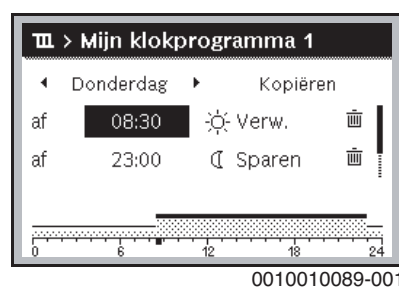 > Mijn klokprogramma 1
Donderdag Kopiëren
af 08:30 Verw.
af 23:00 Sparen
0 6 12 18 24
0010010089-001